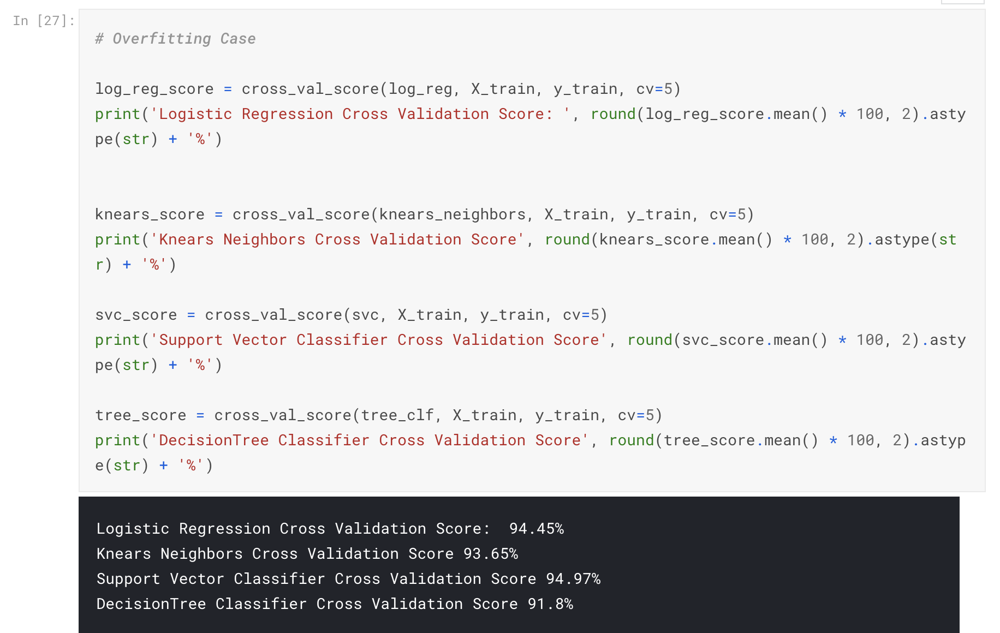 In [27]:
# Overfitting Case
log_reg_score = cross_val_score(log_reg, X_train, y_train, cv=5)
print('Logistic Regression Cross Validation Score: ', round(log_reg_score.mean() * 100, 2).asty
pe(str) + '%')
knears_score = cross_val_score(knears_neighbors, X_train, y_train, cv=5)
print('Knears Neighbors Cross Validation Score', round(knears_score.mean() * 100, 2).astype(st
r) + '%')
svc_score = cross_val_score(svc, X_train, y_train, cv=5)
print('Support Vector Classifier Cross Validation Score', round(svc_score.mean() * 100, 2).asty
pe(str) + '%')
tree_score = cross_val_score(tree_clf, X_train, y_train, cv=5)
print('DecisionTree Classifier Cross Validation Score', round(tree_score.mean() * 100, 2).astyp
e(str) + '%')
Logistic Regression Cross Validation Score:  94.45%
Knears Neighbors Cross Validation Score 93.65%
Support Vector Classifier Cross Validation Score 94.97%
DecisionTree Classifier Cross Validation Score 91.8%